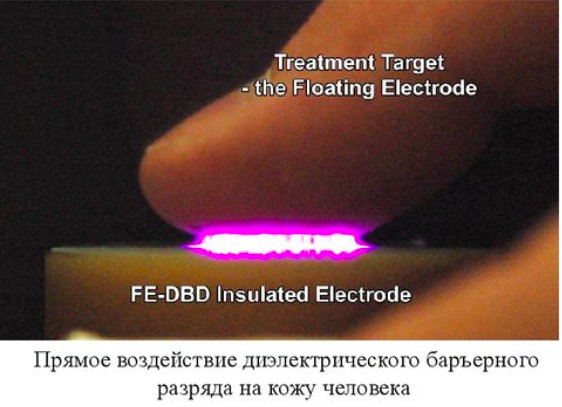 Treatment Target
- the Floating Electrode
FE-DBD Insulated Electrode
Прямое воздействие диэлектрического барьерного
разряда на кожу человека